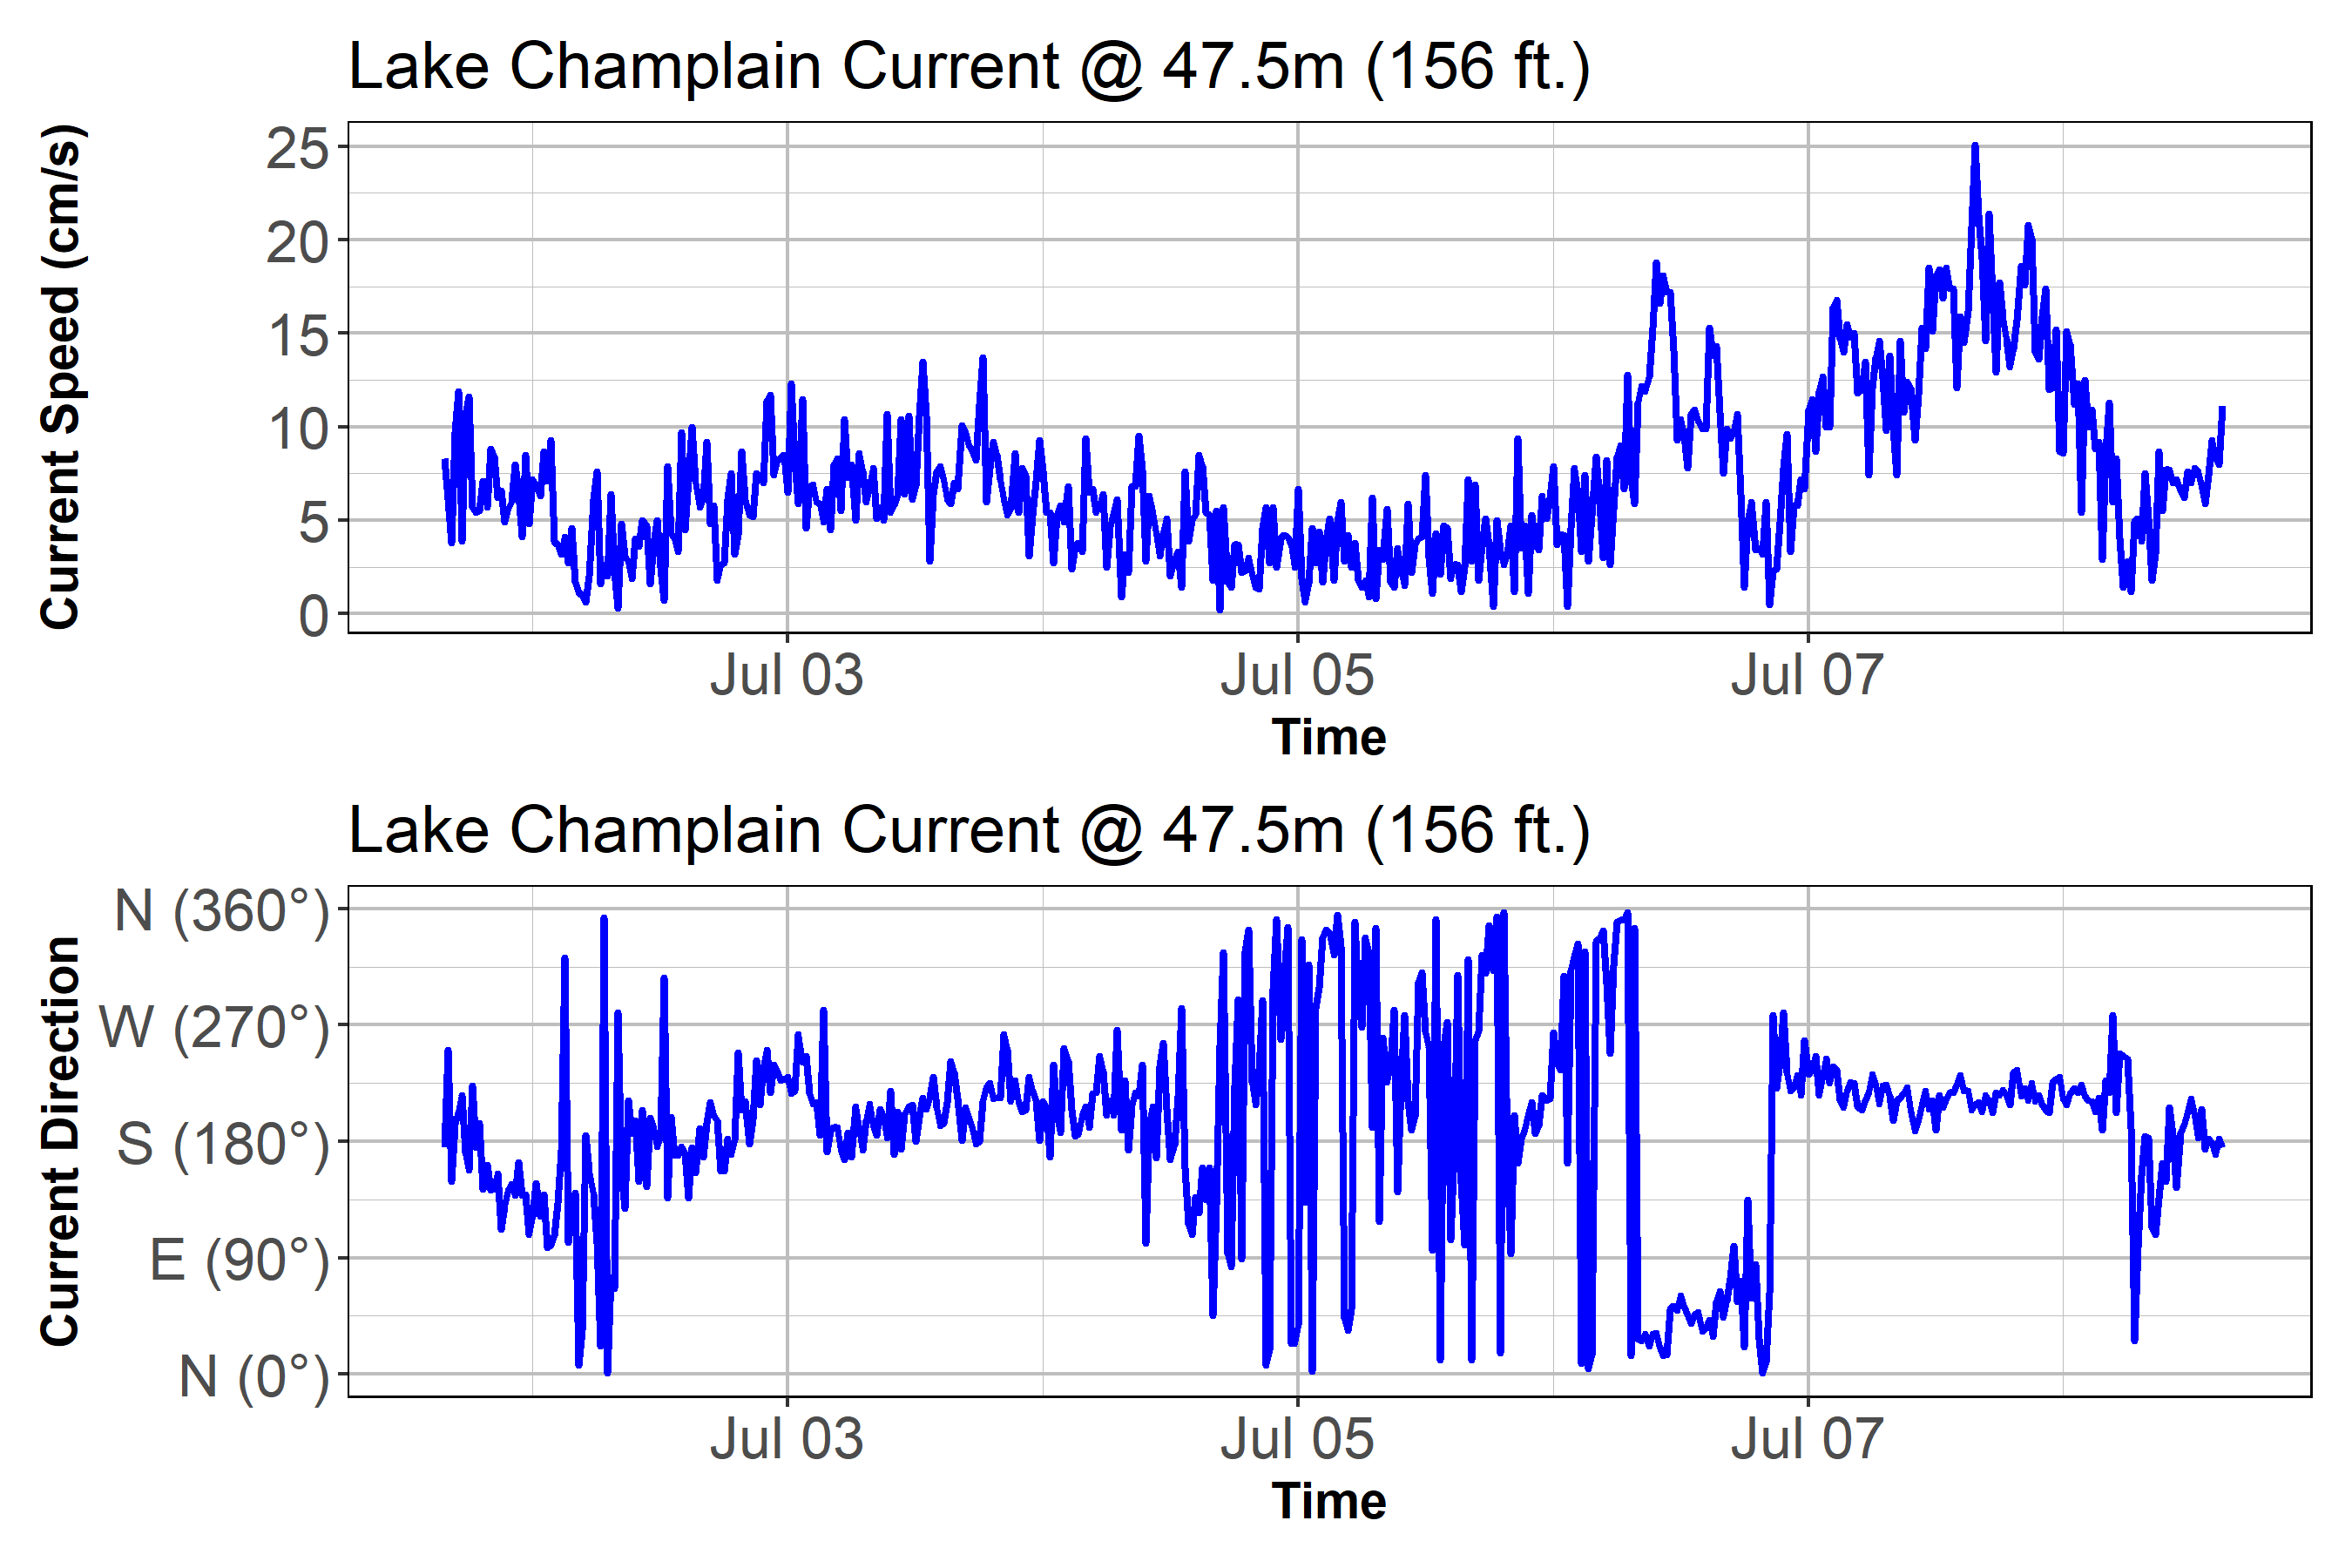 Lake Champlain Current @ 47.5m (156 ft.)
Current Speed (cm/s)
25
20
15
10
5
0
Jul 03
Jul 05
Jul 07
Time
Lake Champlain Current @ 47.5m (156 ft.)
Current Direction
N (360°)
W (270°)
S (180°)
E (90°)
N (0°)
Jul 03
Jul 05
Jul 07
Time